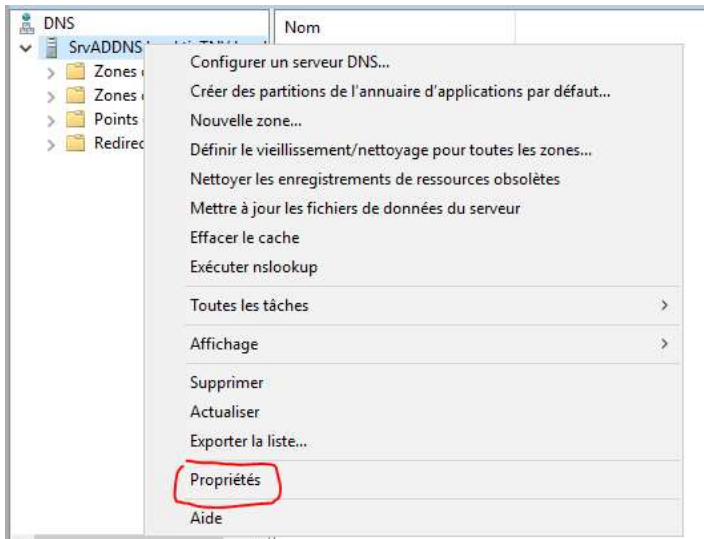 DNS
Nom
SrvADDNS
Zones
Zones
Points
Redirec
Configurer un serveur DNS...
Créer des partitions de l'annuaire d'applications par défaut...
Nouvelle zone...
Définir le vieillissement/nettoyage pour toutes les zones...
Nettoyer les enregistrements de ressources obsolètes
Mettre à jour les fichiers de données du serveur
Effacer le cache
Exécuter nslookup
Toutes les tâches
Affichage
Supprimer
Actualiser
Exporter la liste...
Propriétés
Aide